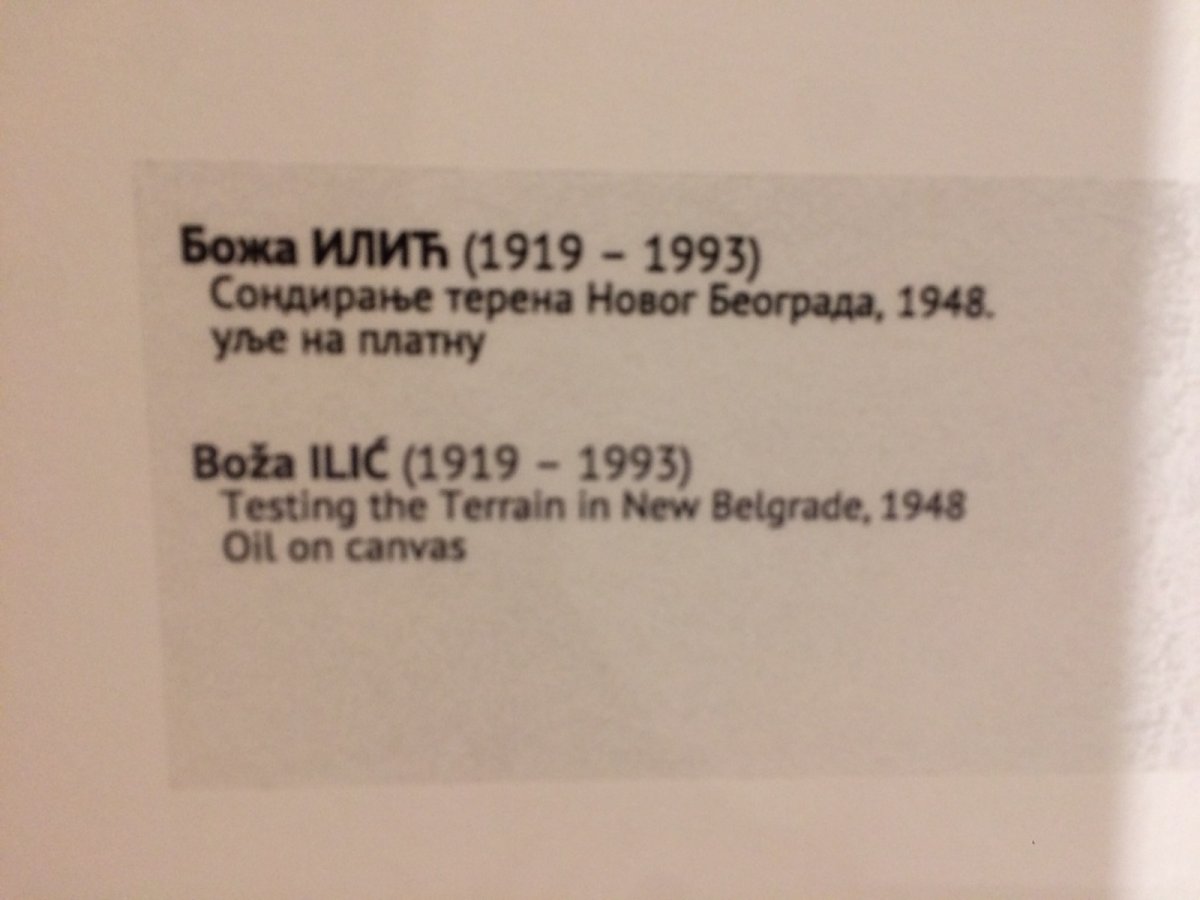 Божа ИЛИЋ (1919 – 1993)
Сондирање терена Новог Београда, 1948.
уље на платну
Boža ILIĆ (1919 – 1993)
Testing the Terrain in New Belgrade, 1948
Oil on canvas